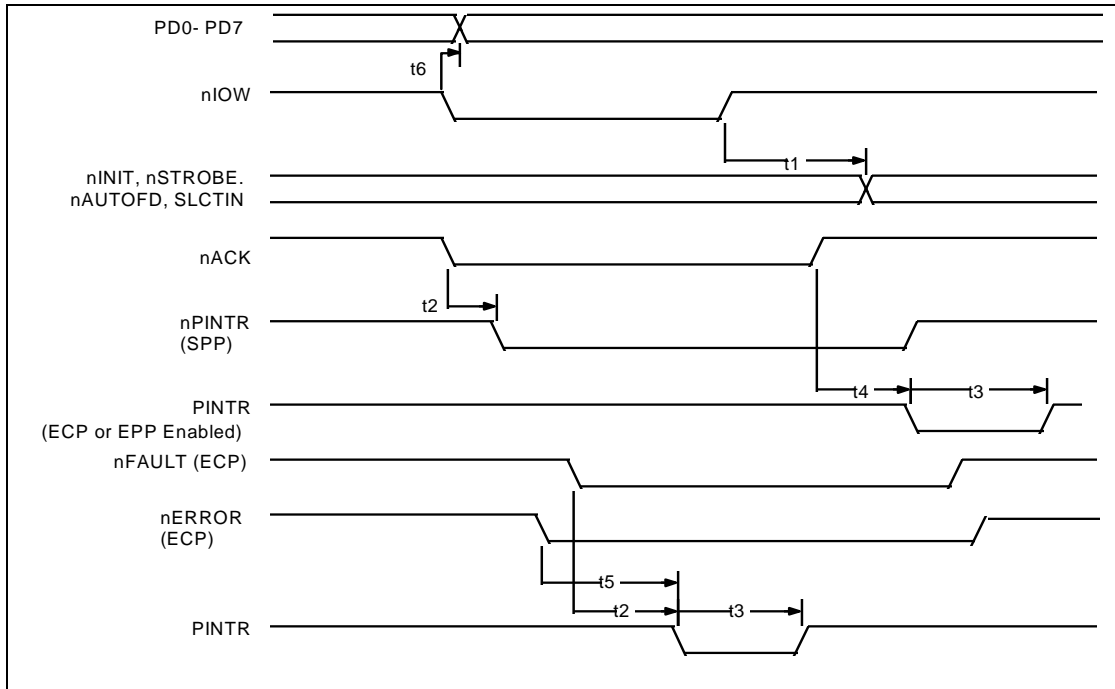 PD0- PD7
t6
nIOW
t1
nINIT, nSTROBE.
nAUTOFD, SLCTIN
nACK
t2
nPINTR
(SPP)
t4
t3
PINTR
(ECP or EPP Enabled)
nFAULT (ECP)
nERROR
(ECP)
t5
t2
t3
PINTR